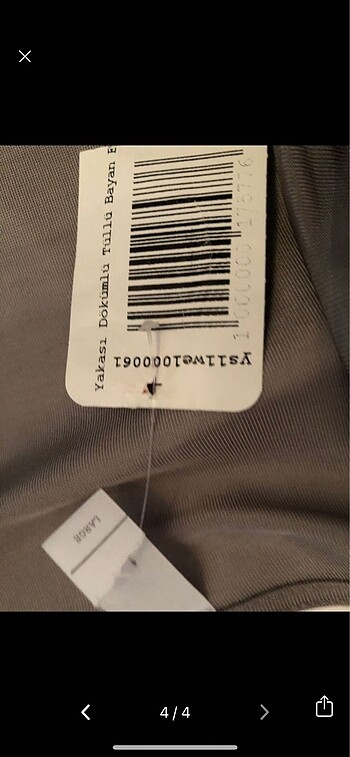 Yakası Dökümlü Tüllü Bayan E
ys11we1000061
LARGE
4/4